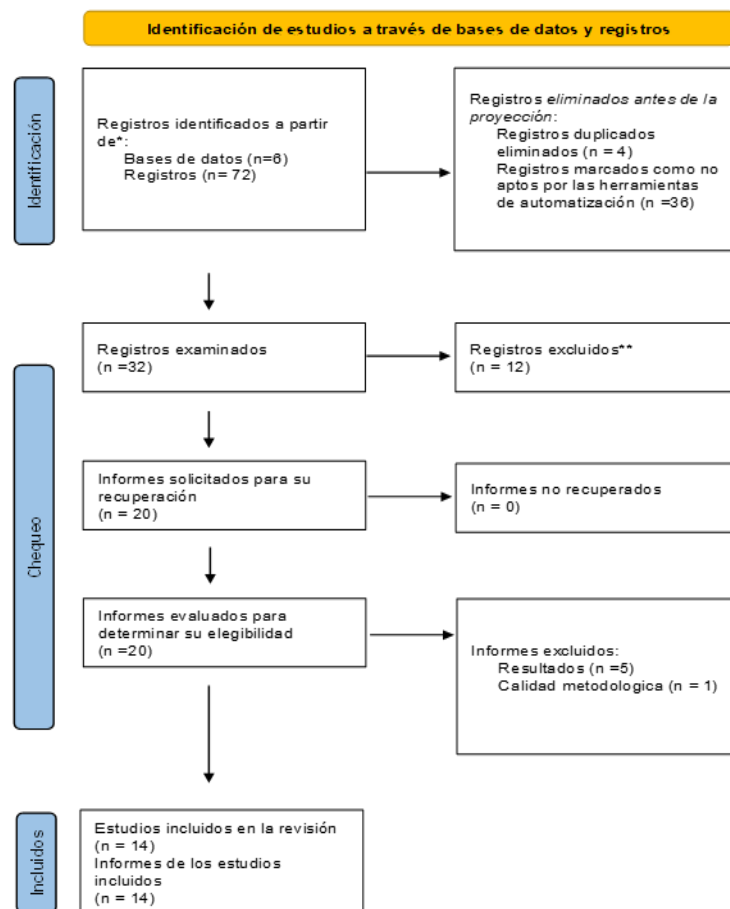 Identificación de estudios a través de bases de datos y registros
Identificación
Registros identificados a partir
de*:
Bases de datos (n=6)
Registros (n= 72)
Registros eliminados antes de la
proyección:
Registros duplicados
eliminados (n = 4)
Registros marcados como no
aptos por las herramientas
de automatización (n =36)
Chequeo
Registros examinados
(n =32)
Registros excluidos**
(n = 12)
Informes solicitados para su
recuperación
(n = 20)
Informes no recuperados
(n = 0)
Informes evaluados para
determinar su elegibilidad
(n =20)
Informes excluidos:
Resultados (n =5)
Calidad metodologica (n = 1)
Incluidos
Estudios incluidos en la revisión
(n = 14)
Informes de los estudios
incluidos
(n = 14)